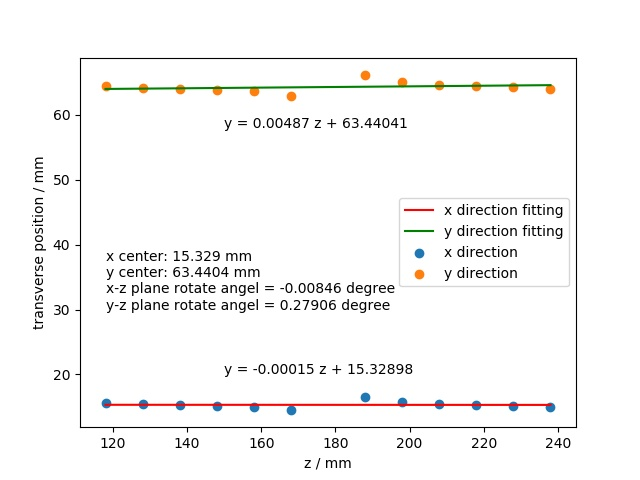 60
50
40
30
20
120
140
160
180
200
220
240
transverse position / mm
z / mm
y = 0.00487 z + 63.44041
x direction fitting
y direction fitting
x direction
y direction
x center: 15.329 mm
y center: 63.4404 mm
x-z plane rotate angel = -0.00846 degree
y-z plane rotate angel = 0.27906 degree
y = -0.00015 z + 15.32898